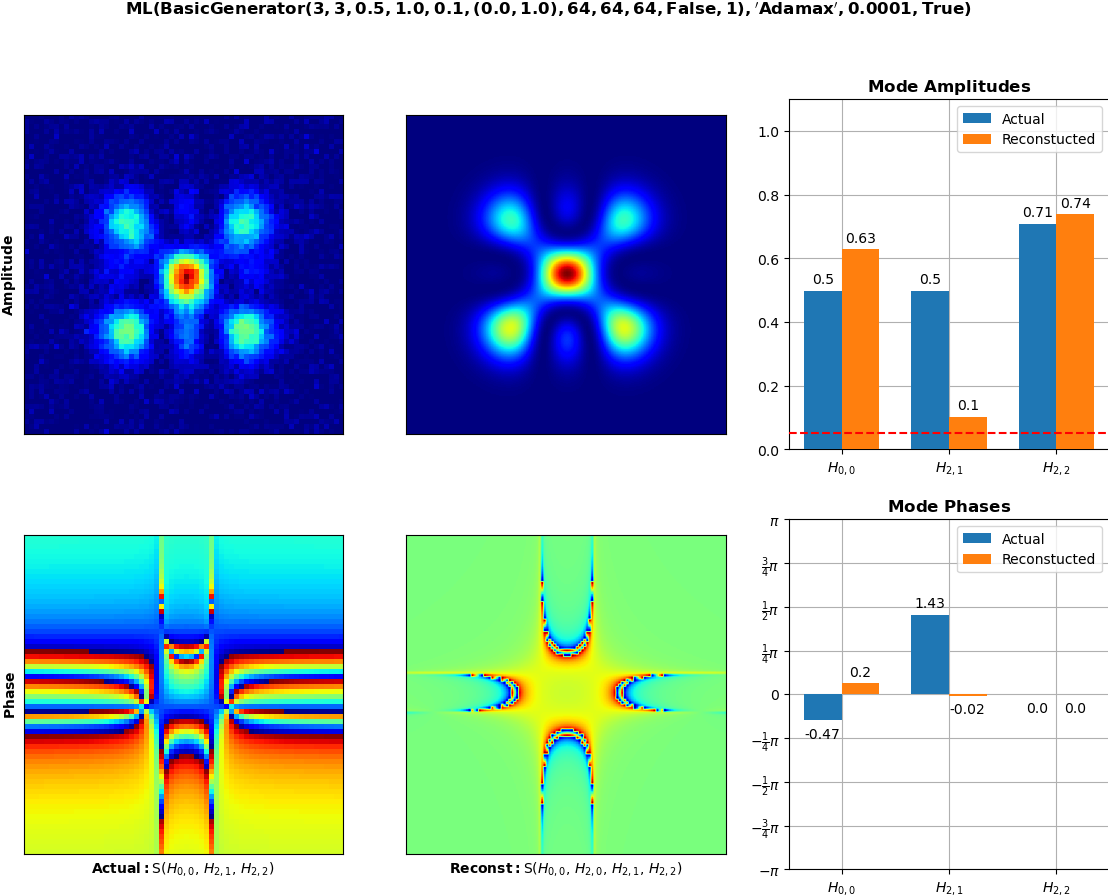 ML(BasicGenerator(3, 3, 0.5, 1.0, 0.1, (0.0, 1.0), 64, 64, 64, False, 1), ′Adamax′, 0.0001, True)
Amplitude
Mode Amplitudes
Actual
Reconstucted
1.0
0.8
0.6
0.4
0.2
0.0
0.5
0.63
0.5
0.1
0.71
0.74
H0,0
H2,1
H2,2
Phase
Actual: S(H0,0, H2,1, H2,2)
Reconst: S(H0,0, H2,0, H2,1, H2,2)
Mode Phases
Actual
Reconstucted
π
3/4π
1/2π
1/4π
0
−1/4π
−1/2π
−3/4π
−π
-0.47
0.2
1.43
-0.02
0.0
0.0
H0,0
H2,1
H2,2